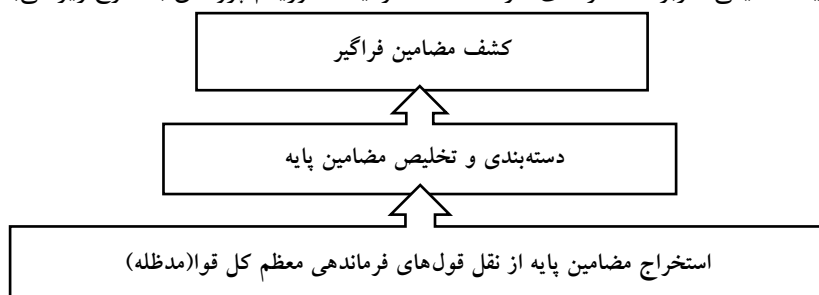 کشف مضامین فراگیر
دسته‌بندی و تخلیص مضامین پایه
استخراج مضامین پایه از نقل قول‌های فرماندهی معظم کل قوا(مدظله)